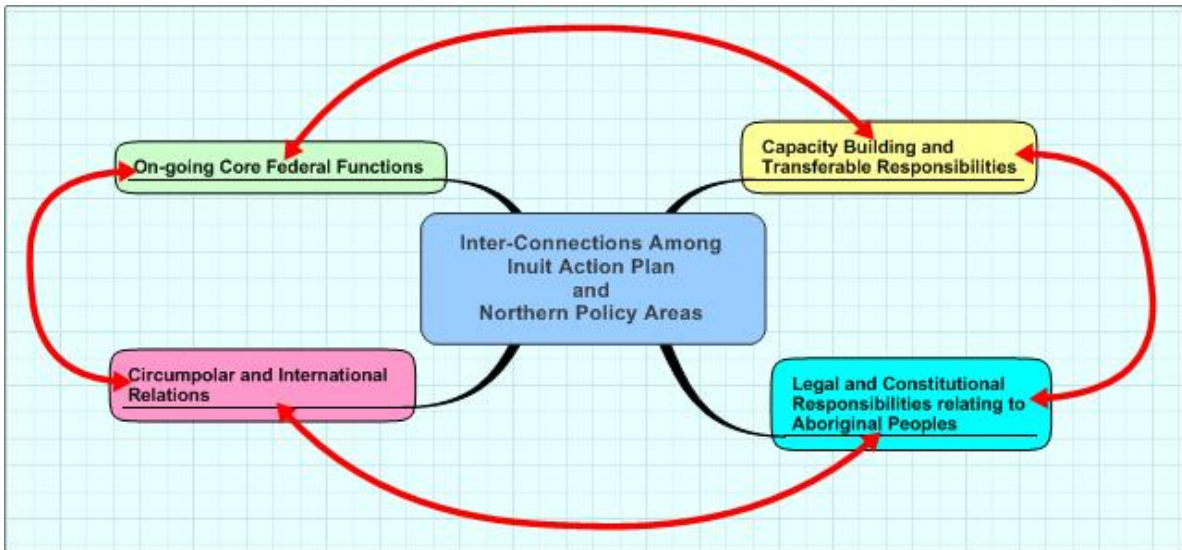 On-going Core Federal Functions
Capacity Building and
Transferable Responsibilities
Inter-Connections Among
Inuit Action Plan
and
Northern Policy Areas
Circumpolar and International
Relations
Legal and Constitutional
Responsibilities relating to
Aboriginal Peoples